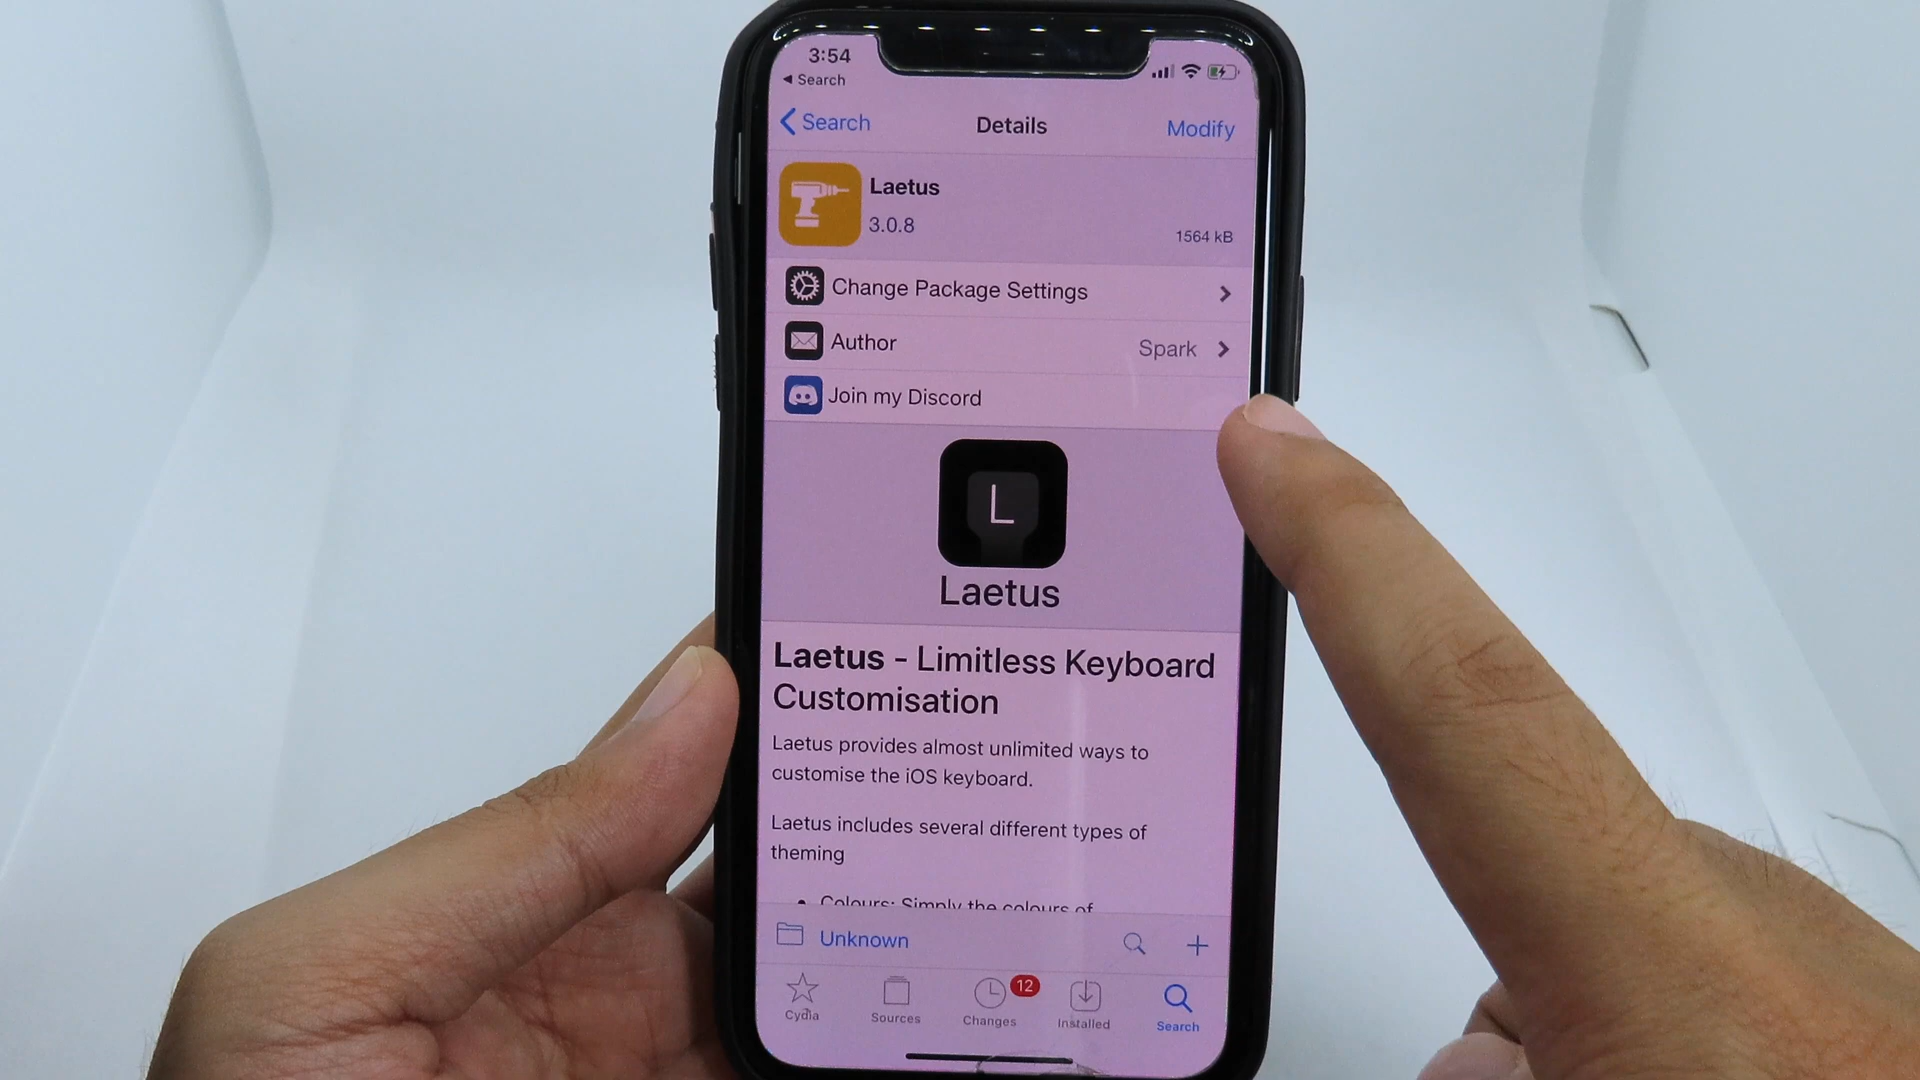 3:54
Search
Search
Details
Modify
Laetus
3.0.8
1564 kB
Change Package Settings
Author
Spark
Join my Discord
L
Laetus
Laetus - Limitless Keyboard
Customisation
Laetus provides almost unlimited ways to
customise the iOS keyboard.
Laetus includes several different types of
theming
• Colours: Simply the colours of
Unknown
12
Cydia
Sources
Changes
Installed
Search